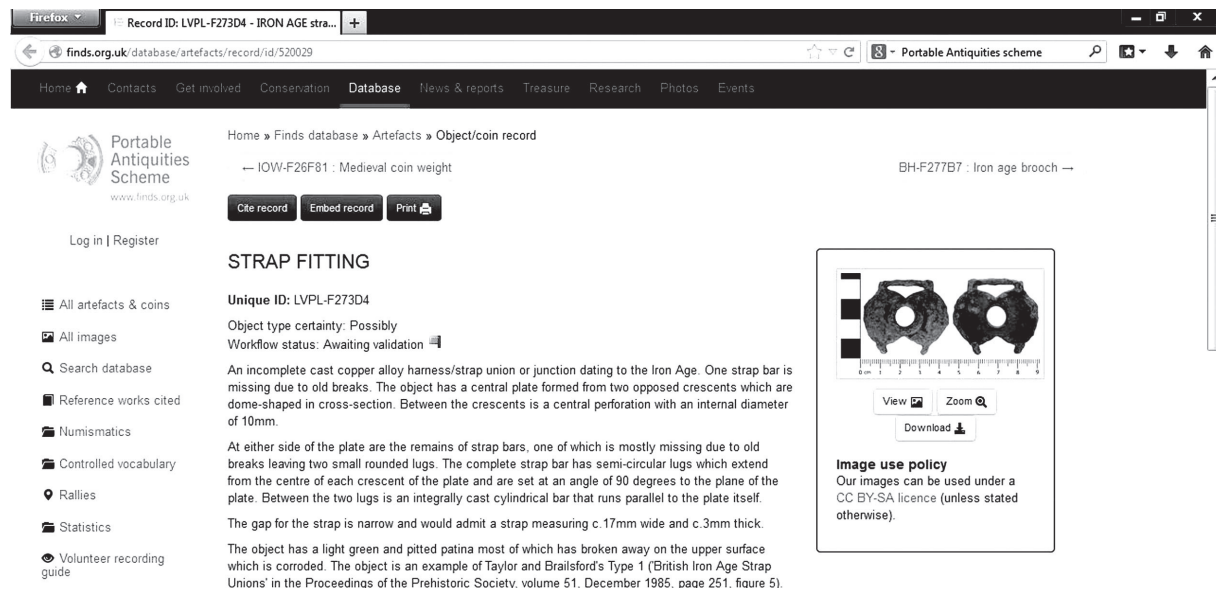 Firefox
Record ID: LVPL-F273D4 - IRON AGE stra...
finds.org.uk/database/artefacts/record/id/520029
8 Portable Antiquities scheme
Home Contacts Get involved Conservation Database News & reports Treasure Research Photos Events
Portable
Antiquities
Scheme
www.finds.org.uk
Log in | Register
All artefacts & coins
All images
Search database
Reference works cited
Numismatics
Controlled vocabulary
Rallies
Statistics
Volunteer recording
guide
Home » Finds database » Artefacts » Object/coin record
← IOW-F26F81 : Medieval coin weight
BH-F277B7 : Iron age brooch →
Cite record Embed record Print
STRAP FITTING
Unique ID: LVPL-F273D4
Object type certainty: Possibly
Workflow status: Awaiting validation
An incomplete cast copper alloy harness/strap union or junction dating to the Iron Age. One strap bar is
missing due to old breaks. The object has a central plate formed from two opposed crescents which are
dome-shaped in cross-section. Between the crescents is a central perforation with an internal diameter
of 10mm.
At either side of the plate are the remains of strap bars, one of which is mostly missing due to old
breaks leaving two small rounded lugs. The complete strap bar has semi-circular lugs which extend
from the centre of each crescent of the plate and are set at an angle of 90 degrees to the plane of the
plate. Between the two lugs is an integrally cast cylindrical bar that runs parallel to the plate itself.
The gap for the strap is narrow and would admit a strap measuring c.17mm wide and c.3mm thick.
The object has a light green and pitted patina most of which has broken away on the upper surface
which is corroded. The object is an example of Taylor and Brailsford's Type 1 ('British Iron Age Strap
Unions' in the Proceedings of the Prehistoric Society, volume 51, December 1985, page 251, figure 5).
0 cm 1 2 3 4 5 6 7 8 9
View Zoom
Download
Image use policy
Our images can be used under a
CC BY-SA licence (unless stated
otherwise).